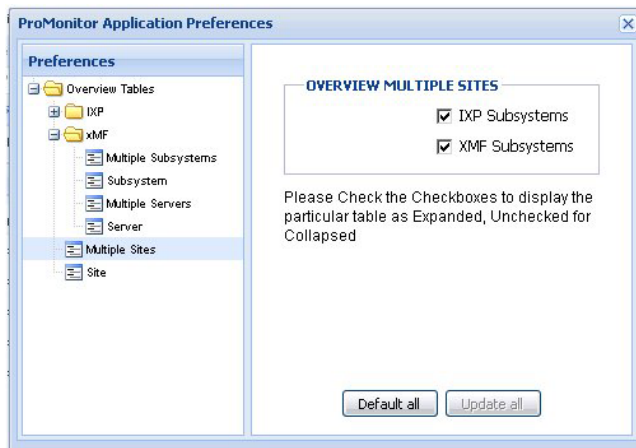 ProMonitor Application Preferences
Preferences
Overview Tables
IXP
xMF
Multiple Subsystems
Subsystem
Multiple Servers
Server
Multiple Sites
Site
OVERVIEW MULTIPLE SITES
IXP Subsystems
XMF Subsystems
Please Check the Checkboxes to display the
particular table as Expanded, Unchecked for
Collapsed
Default all
Update all